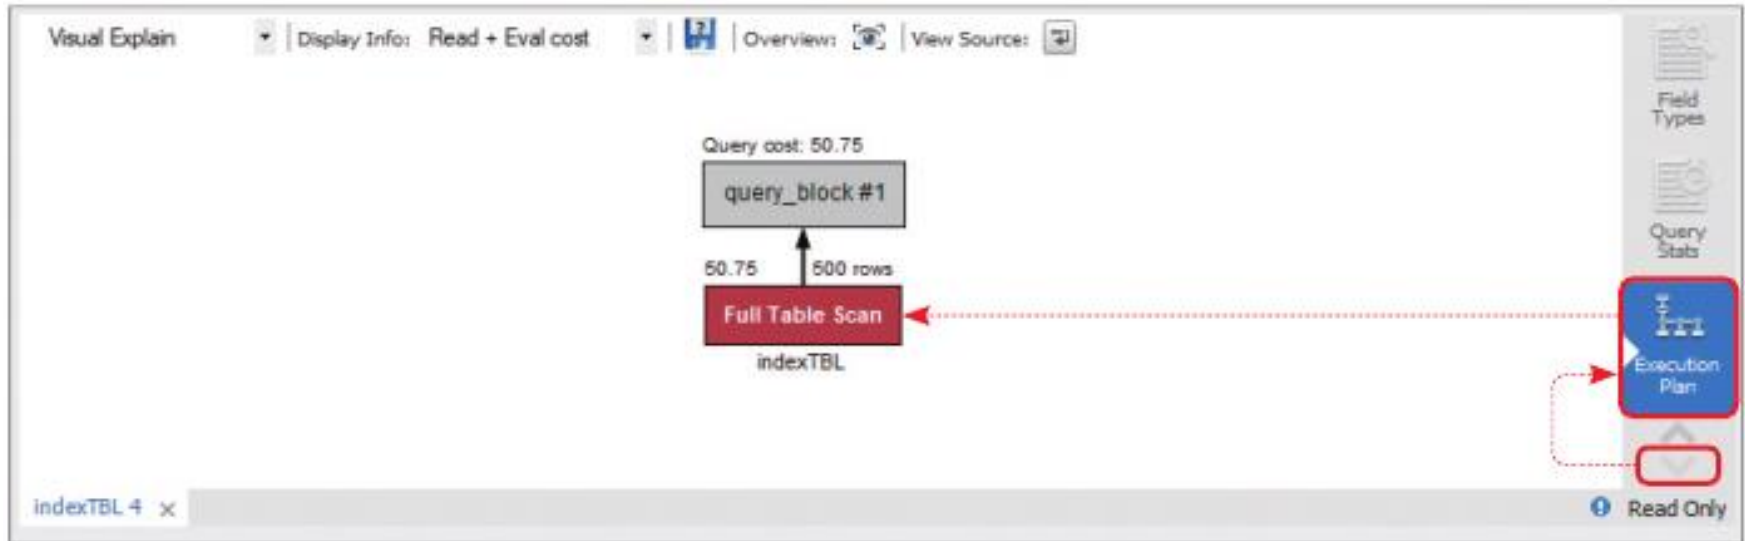 Visual Explain
Display Info: Read + Eval cost
Overview:
View Source:
Field
Types
Query cost: 50.75
query_block #1
Query
Stats
50.75
500 rows
Full Table Scan
indexTBL
Execution
Plan
indexTBL 4
Read Only